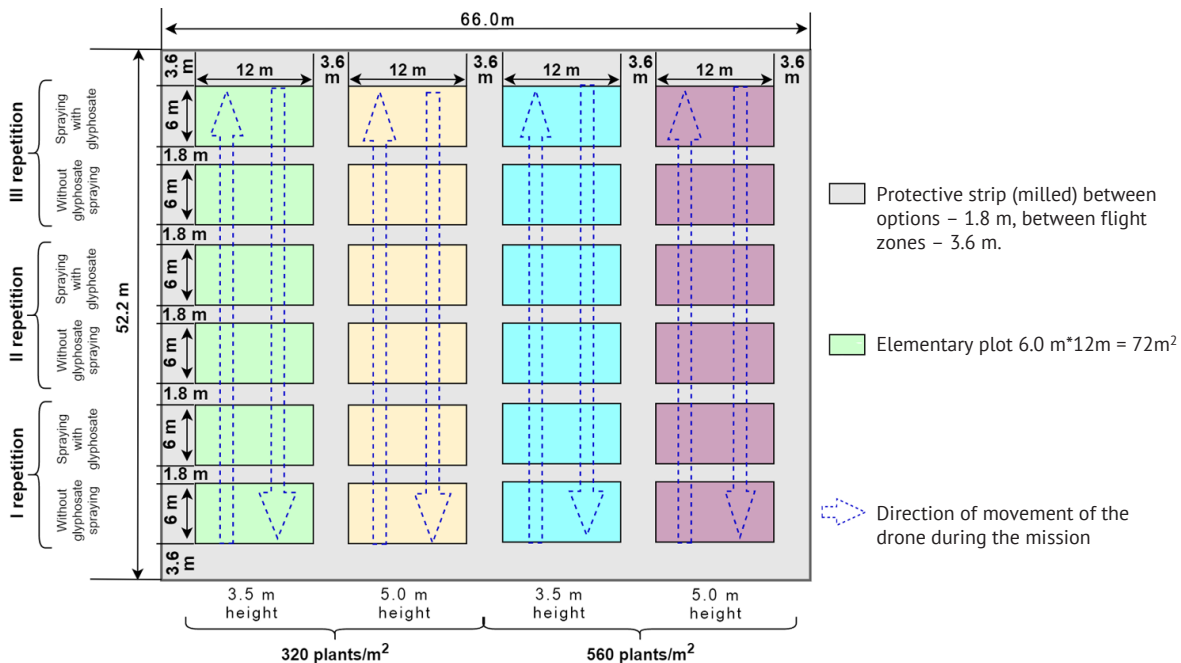 66.0m
3.6 m
12 m
3.6 m
12 m
3.6 m
12 m
3.6 m
12 m
3.6 m
52.2 m
III repetition
Spraying
with
glyphosate
Without
glyphosate
spraying
6 m
1.8 m
6 m
1.8 m
II repetition
Spraying
with
glyphosate
Without
glyphosate
spraying
6 m
1.8 m
6 m
1.8 m
I repetition
Spraying
with
glyphosate
Without
glyphosate
spraying
6 m
1.8 m
6 m
3.6 m
3.5 m
height
5.0 m
height
3.5 m
height
5.0 m
height
320 plants/m²
560 plants/m²
Protective strip (milled) between
options – 1.8 m, between flight
zones – 3.6 m.
Elementary plot 6.0 m*12m = 72m²
Direction of movement of the
drone during the mission